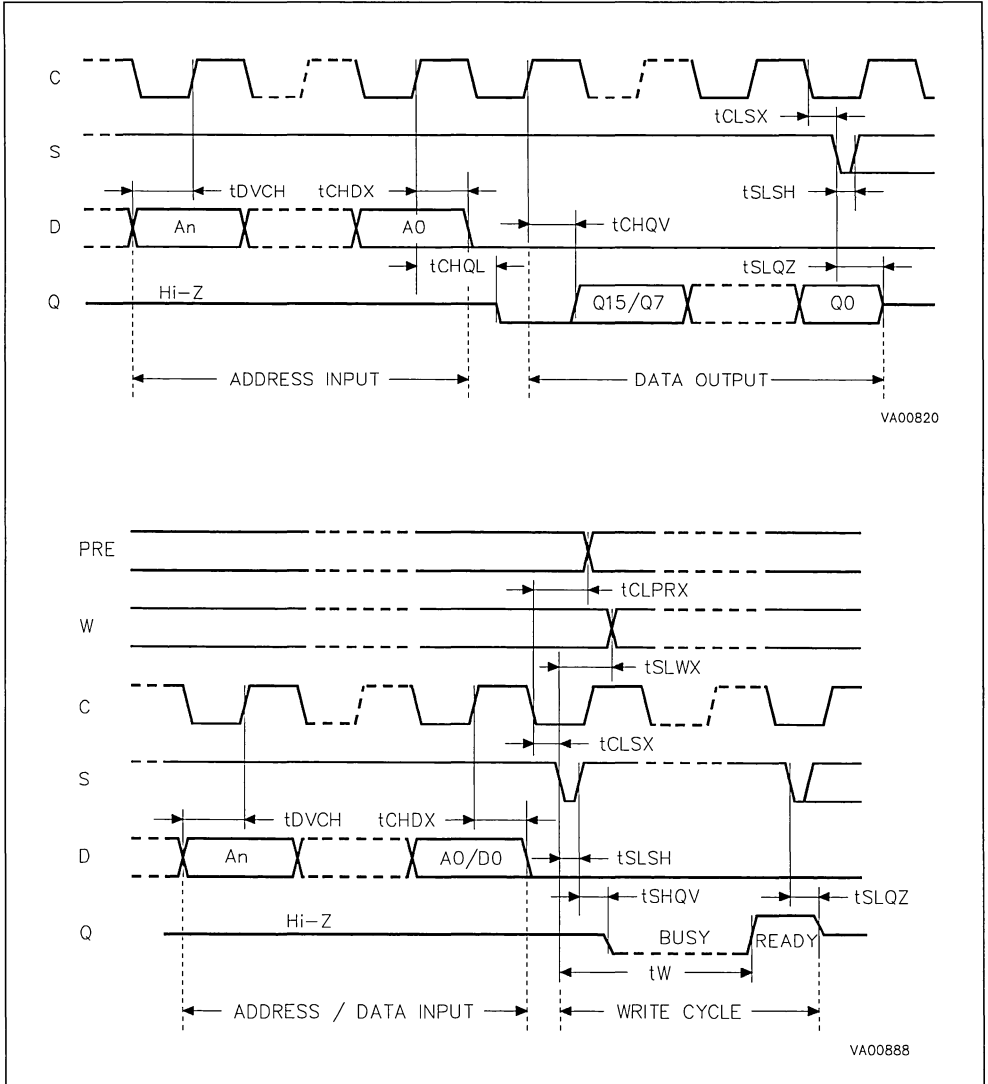 C
tCLSX
S
tSLSH
tDVCH
tCHDX
D
An
A0
tCHQV
tCHQL
tSLQZ
Q
Hi-Z
Q15/Q7
Q0
ADDRESS INPUT
DATA OUTPUT
VA00820
PRE
tCLPRX
W
tSLWX
C
tCLSX
S
tDVCH
tCHDX
D
An
A0/D0
tSLSH
tSHQV
tSLQZ
Q
Hi-Z
BUSY
READY
tW
ADDRESS / DATA INPUT
WRITE CYCLE
VA00888